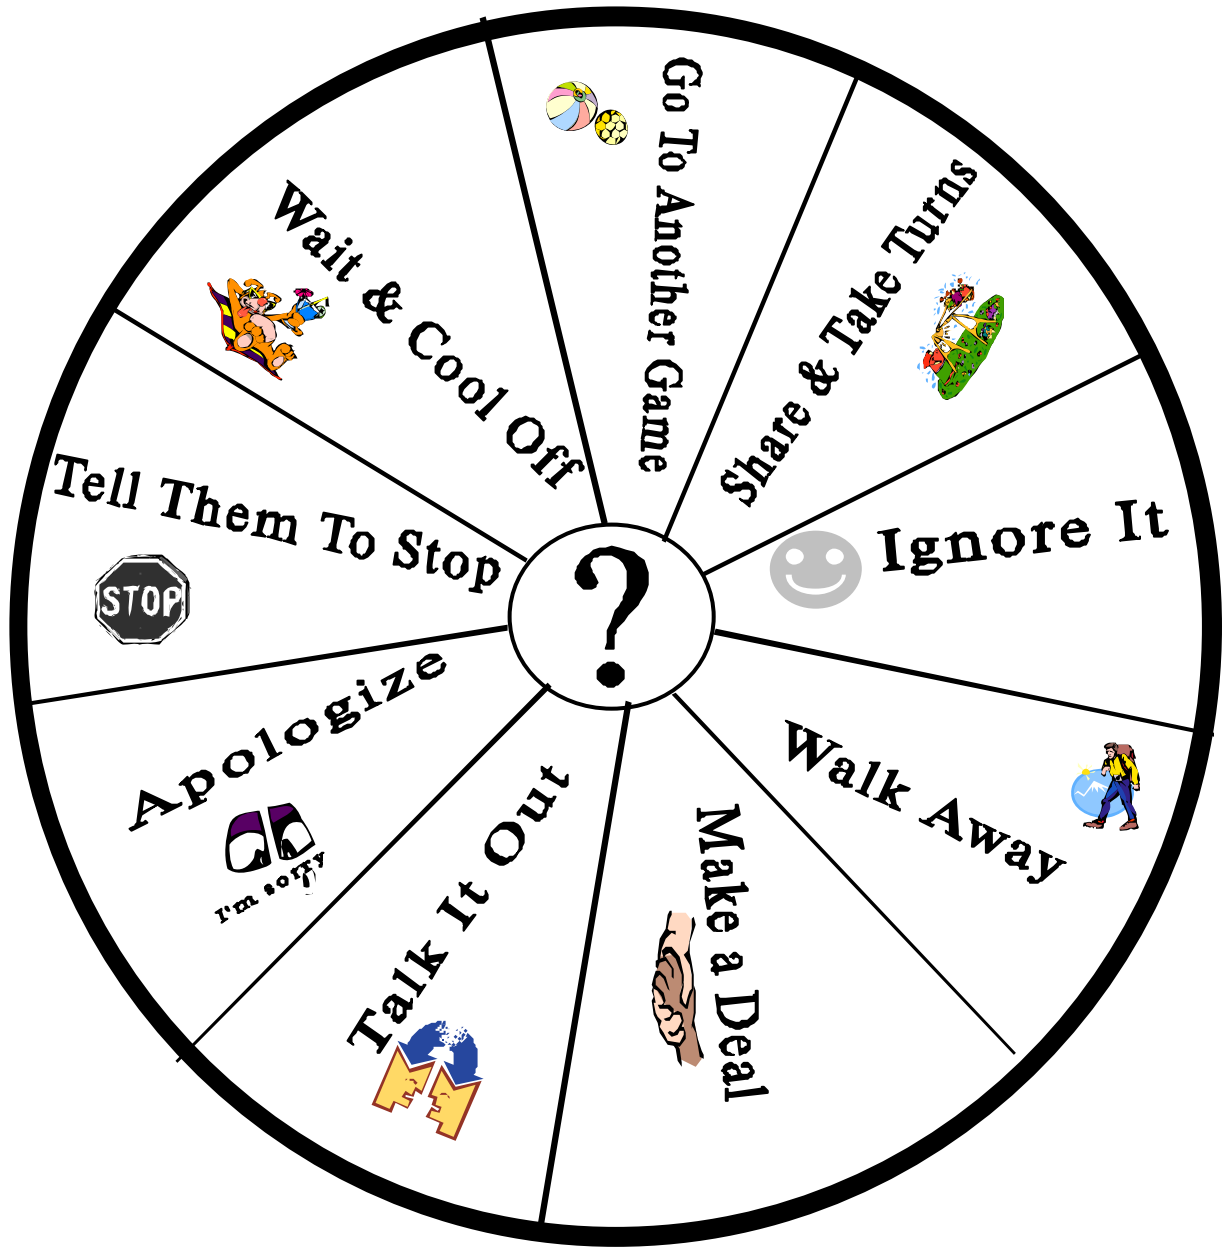 Go To Another Game
Share & Take Turns
Ignore It
Walk Away
Make a Deal
Talk It Out
Apologize
I'm sorry
Tell Them To Stop
STOP
Wait & Cool Off
?